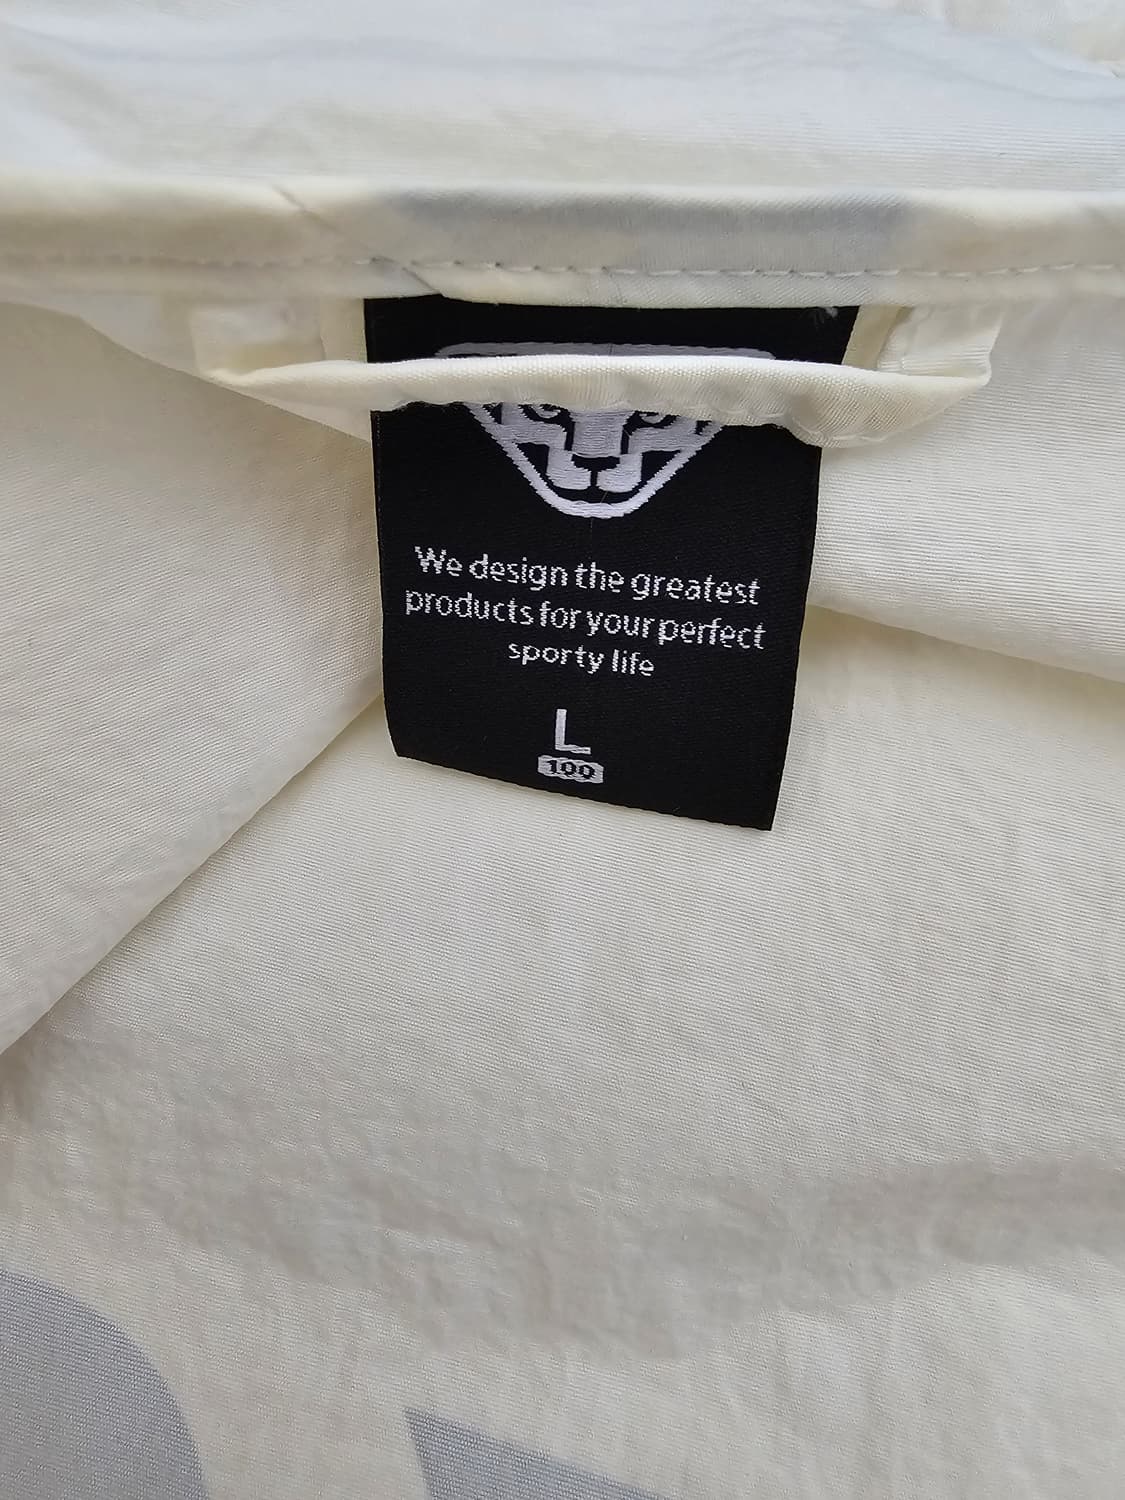 We design the greatest
products for your perfect
sporty life
L
100